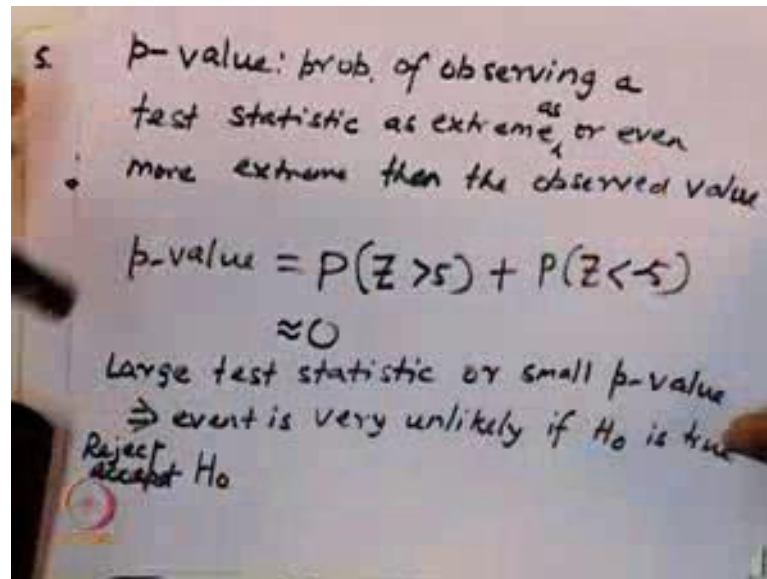 5. p-value: prob. of observing a
test statistic as extreme, as or even
more extreme than the observed value
p-value = P(Z >5) + P(Z<-5)
≈0
Large test statistic or small p-value
⇒ event is very unlikely if H₀ is true
Reject
accept H₀